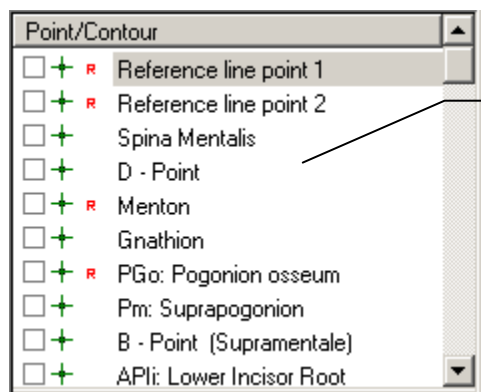 Point/Contour
R Reference line point 1
R Reference line point 2
Spina Mentalis
D - Point
R Menton
Gnathion
R PGo: Pogonion osseum
Pm: Suprapogonion
B - Point (Supramentale)
APli: Lower Incisor Root